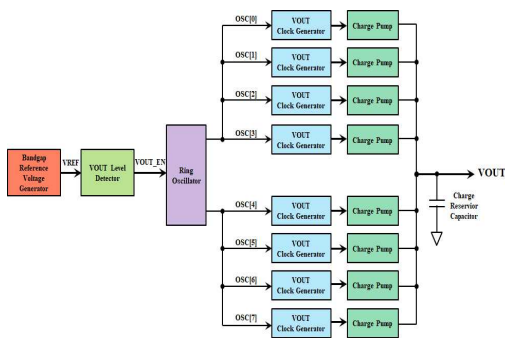 OSC[0]
VOUT
Clock Generator
Charge Pump
OSC[1]
VOUT
Clock Generator
Charge Pump
OSC[2]
VOUT
Clock Generator
Charge Pump
OSC[3]
VOUT
Clock Generator
Charge Pump
Bandgap
Reference
Voltage
Generator
VREF
VOUT Level
Detector
VOUT_EN
Ring
Oscillator
VOUT
Charge
Reservior
Capacitor
OSC[4]
VOUT
Clock Generator
Charge Pump
OSC[5]
VOUT
Clock Generator
Charge Pump
OSC[6]
VOUT
Clock Generator
Charge Pump
OSC[7]
VOUT
Clock Generator
Charge Pump